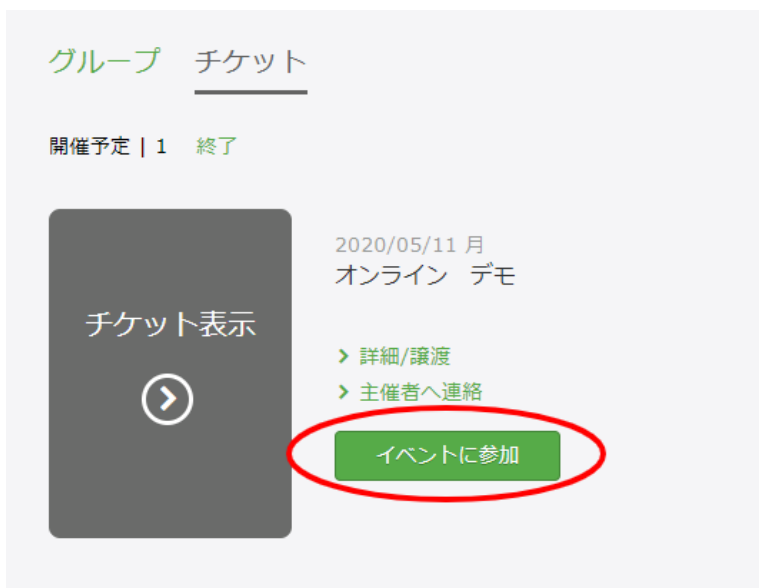 グループ チケット
開催予定 | 1 終了
チケット表示
2020/05/11 月
オンライン デモ
詳細/譲渡
主催者へ連絡
イベントに参加